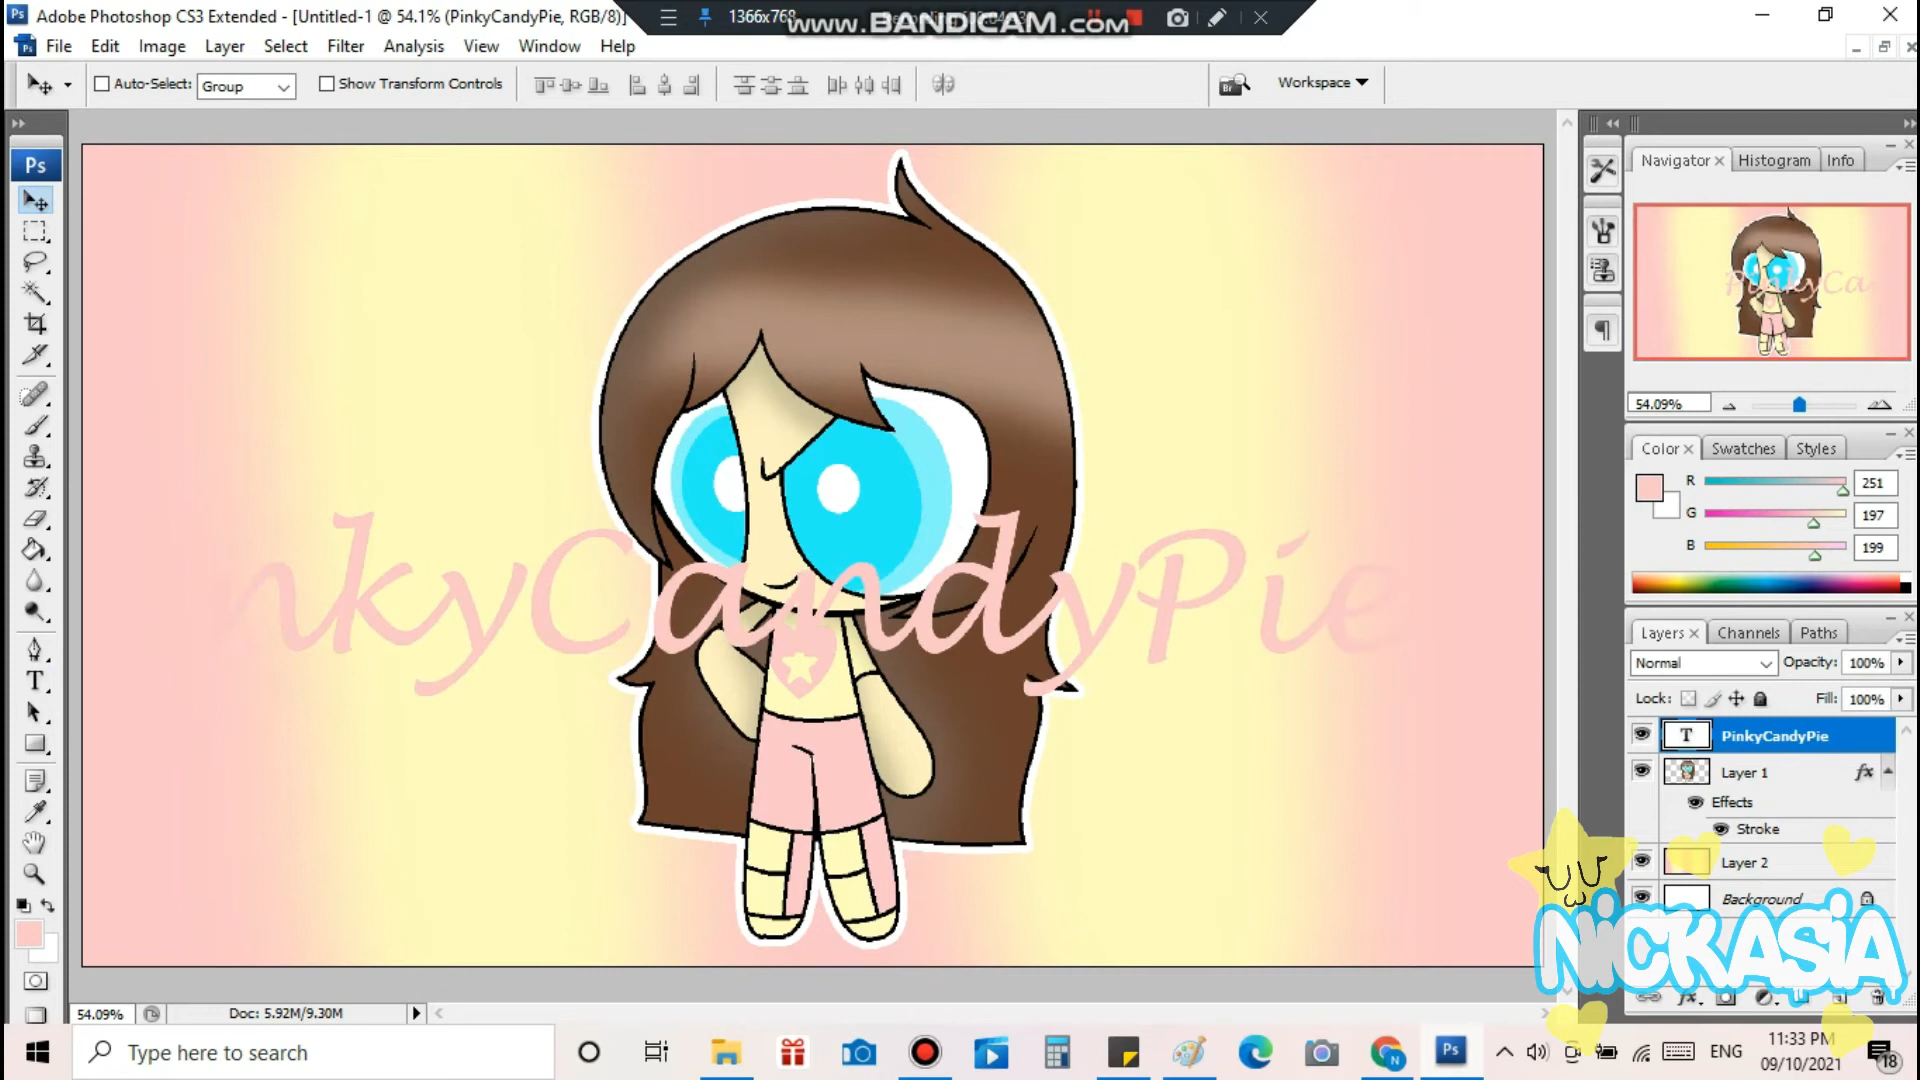 Adobe Photoshop CS3 Extended - [Untitled-1 @ 54.1% (PinkyCandyPie, RGB/8)]
1366x768
www.BANDICAM.com
File Edit Image Layer Select Filter Analysis View Window Help
Auto-Select: Group Show Transform Controls
Workspace
Ps
Navigator Histogram Info
54.09%
Color Swatches Styles
R 251
G 197
B 199
PinkyCandyPie
Layers Channels Paths
Normal Opacity: 100%
Lock: Fill: 100%
T PinkyCandyPie
Layer 1 fx
Effects
Stroke
Layer 2
Background
NiCKASiA
54.09% Doc: 5.92M/9.30M
Type here to search
Ps
ENG
11:33 PM
09/10/2021
18